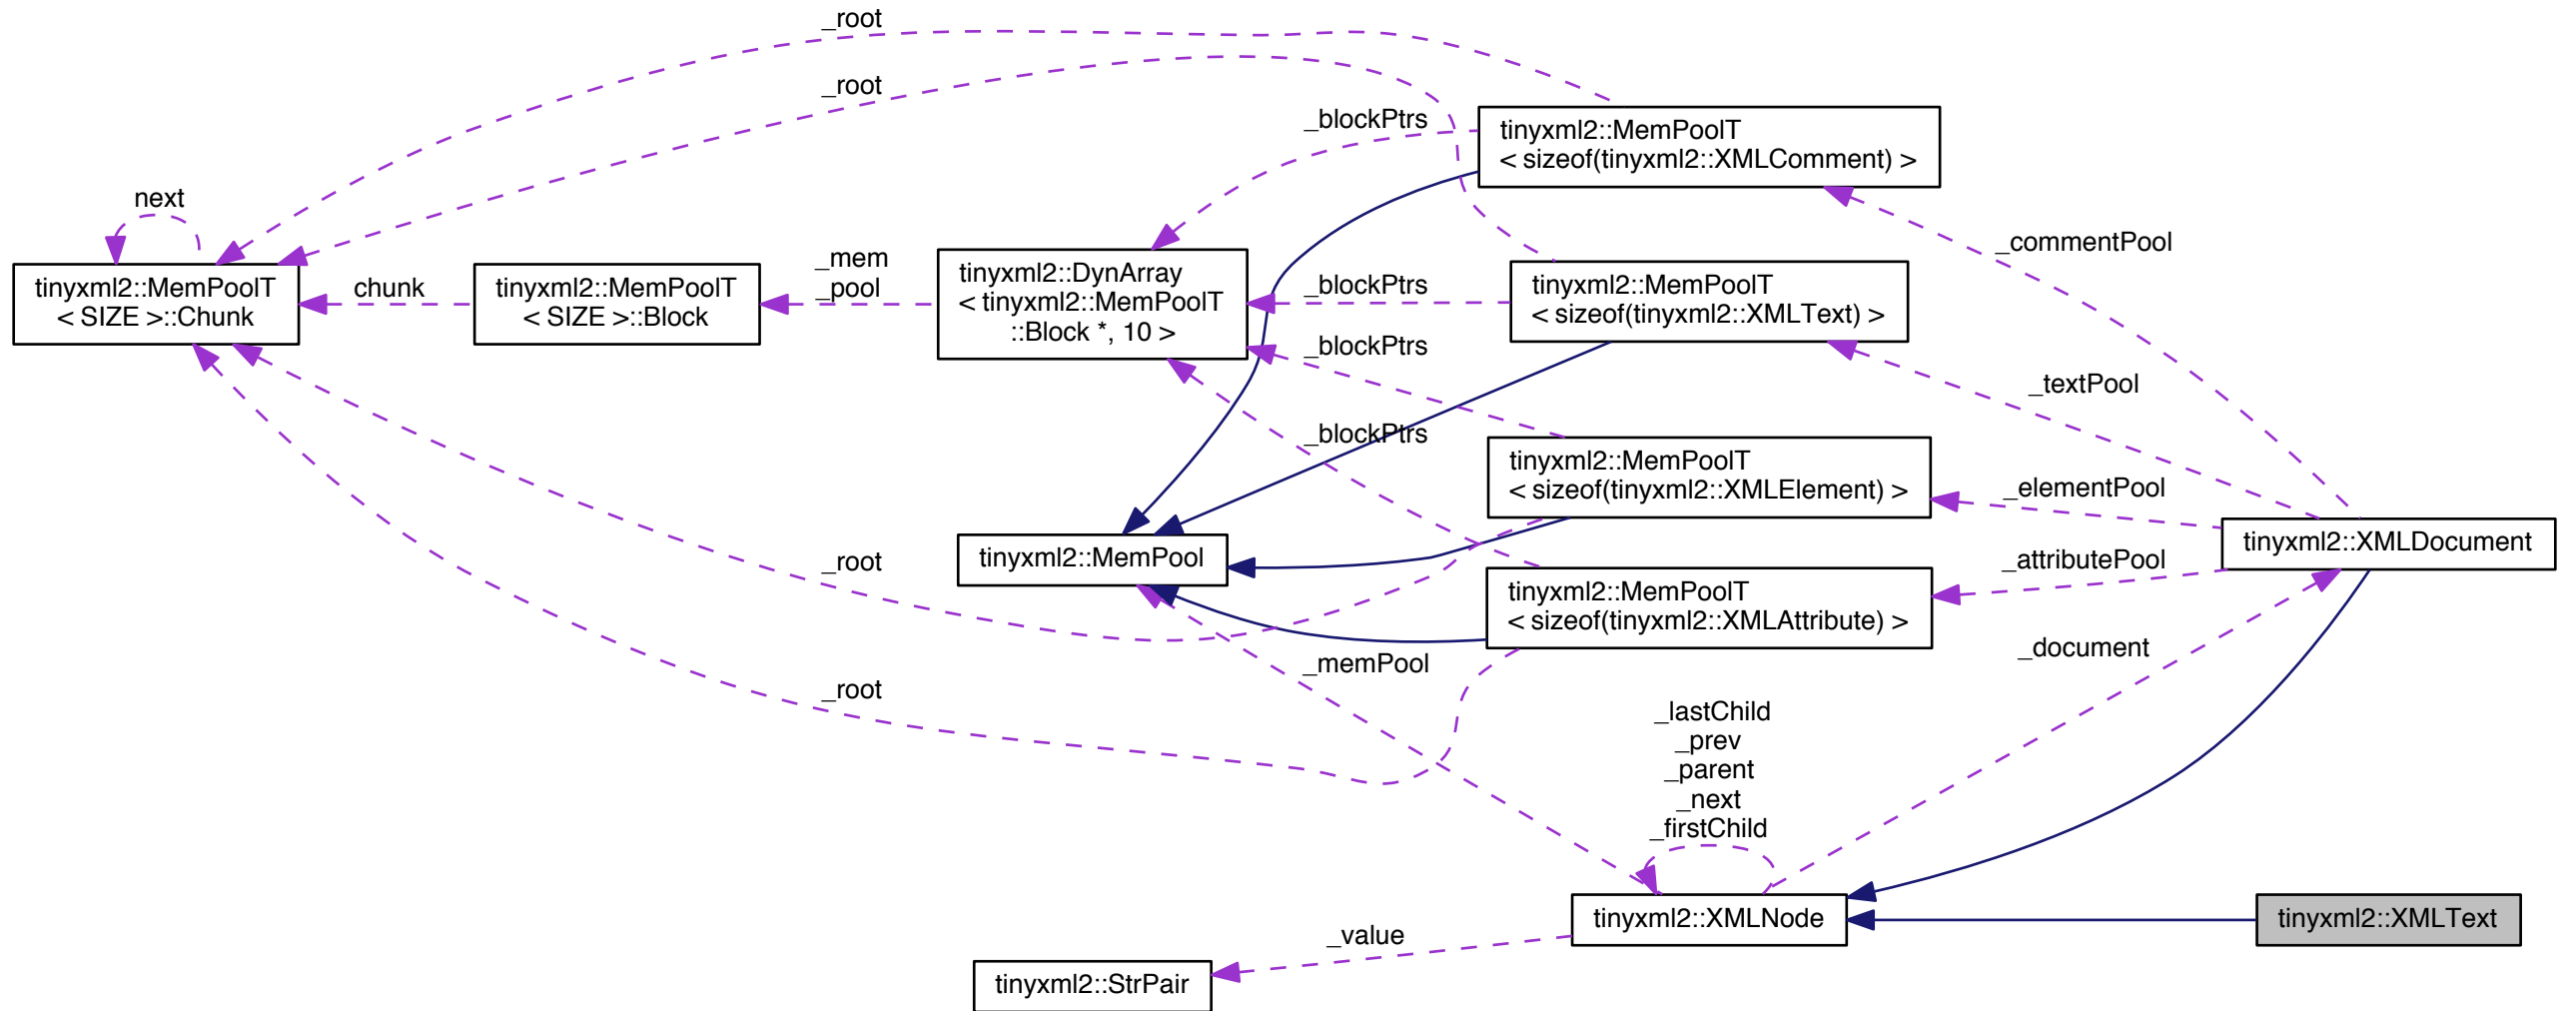 _root
_root
_blockPtrs
tinyxml2::MemPoolT
< sizeof(tinyxml2::XMLComment) >
next
_commentPool
tinyxml2::MemPoolT
< SIZE >::Chunk
chunk
tinyxml2::MemPoolT
< SIZE >::Block
_mem
_pool
tinyxml2::DynArray
< tinyxml2::MemPoolT
::Block *, 10 >
_blockPtrs
tinyxml2::MemPoolT
< sizeof(tinyxml2::XMLText) >
_blockPtrs
_textPool
_blockPtrs
tinyxml2::MemPoolT
< sizeof(tinyxml2::XMLElement) >
_elementPool
tinyxml2::XMLDocument
tinyxml2::MemPool
_root
_attributePool
tinyxml2::MemPoolT
< sizeof(tinyxml2::XMLAttribute) >
_document
_memPool
_root
_lastChild
_prev
_parent
_next
_firstChild
tinyxml2::XMLNode
tinyxml2::XMLText
_value
tinyxml2::StrPair